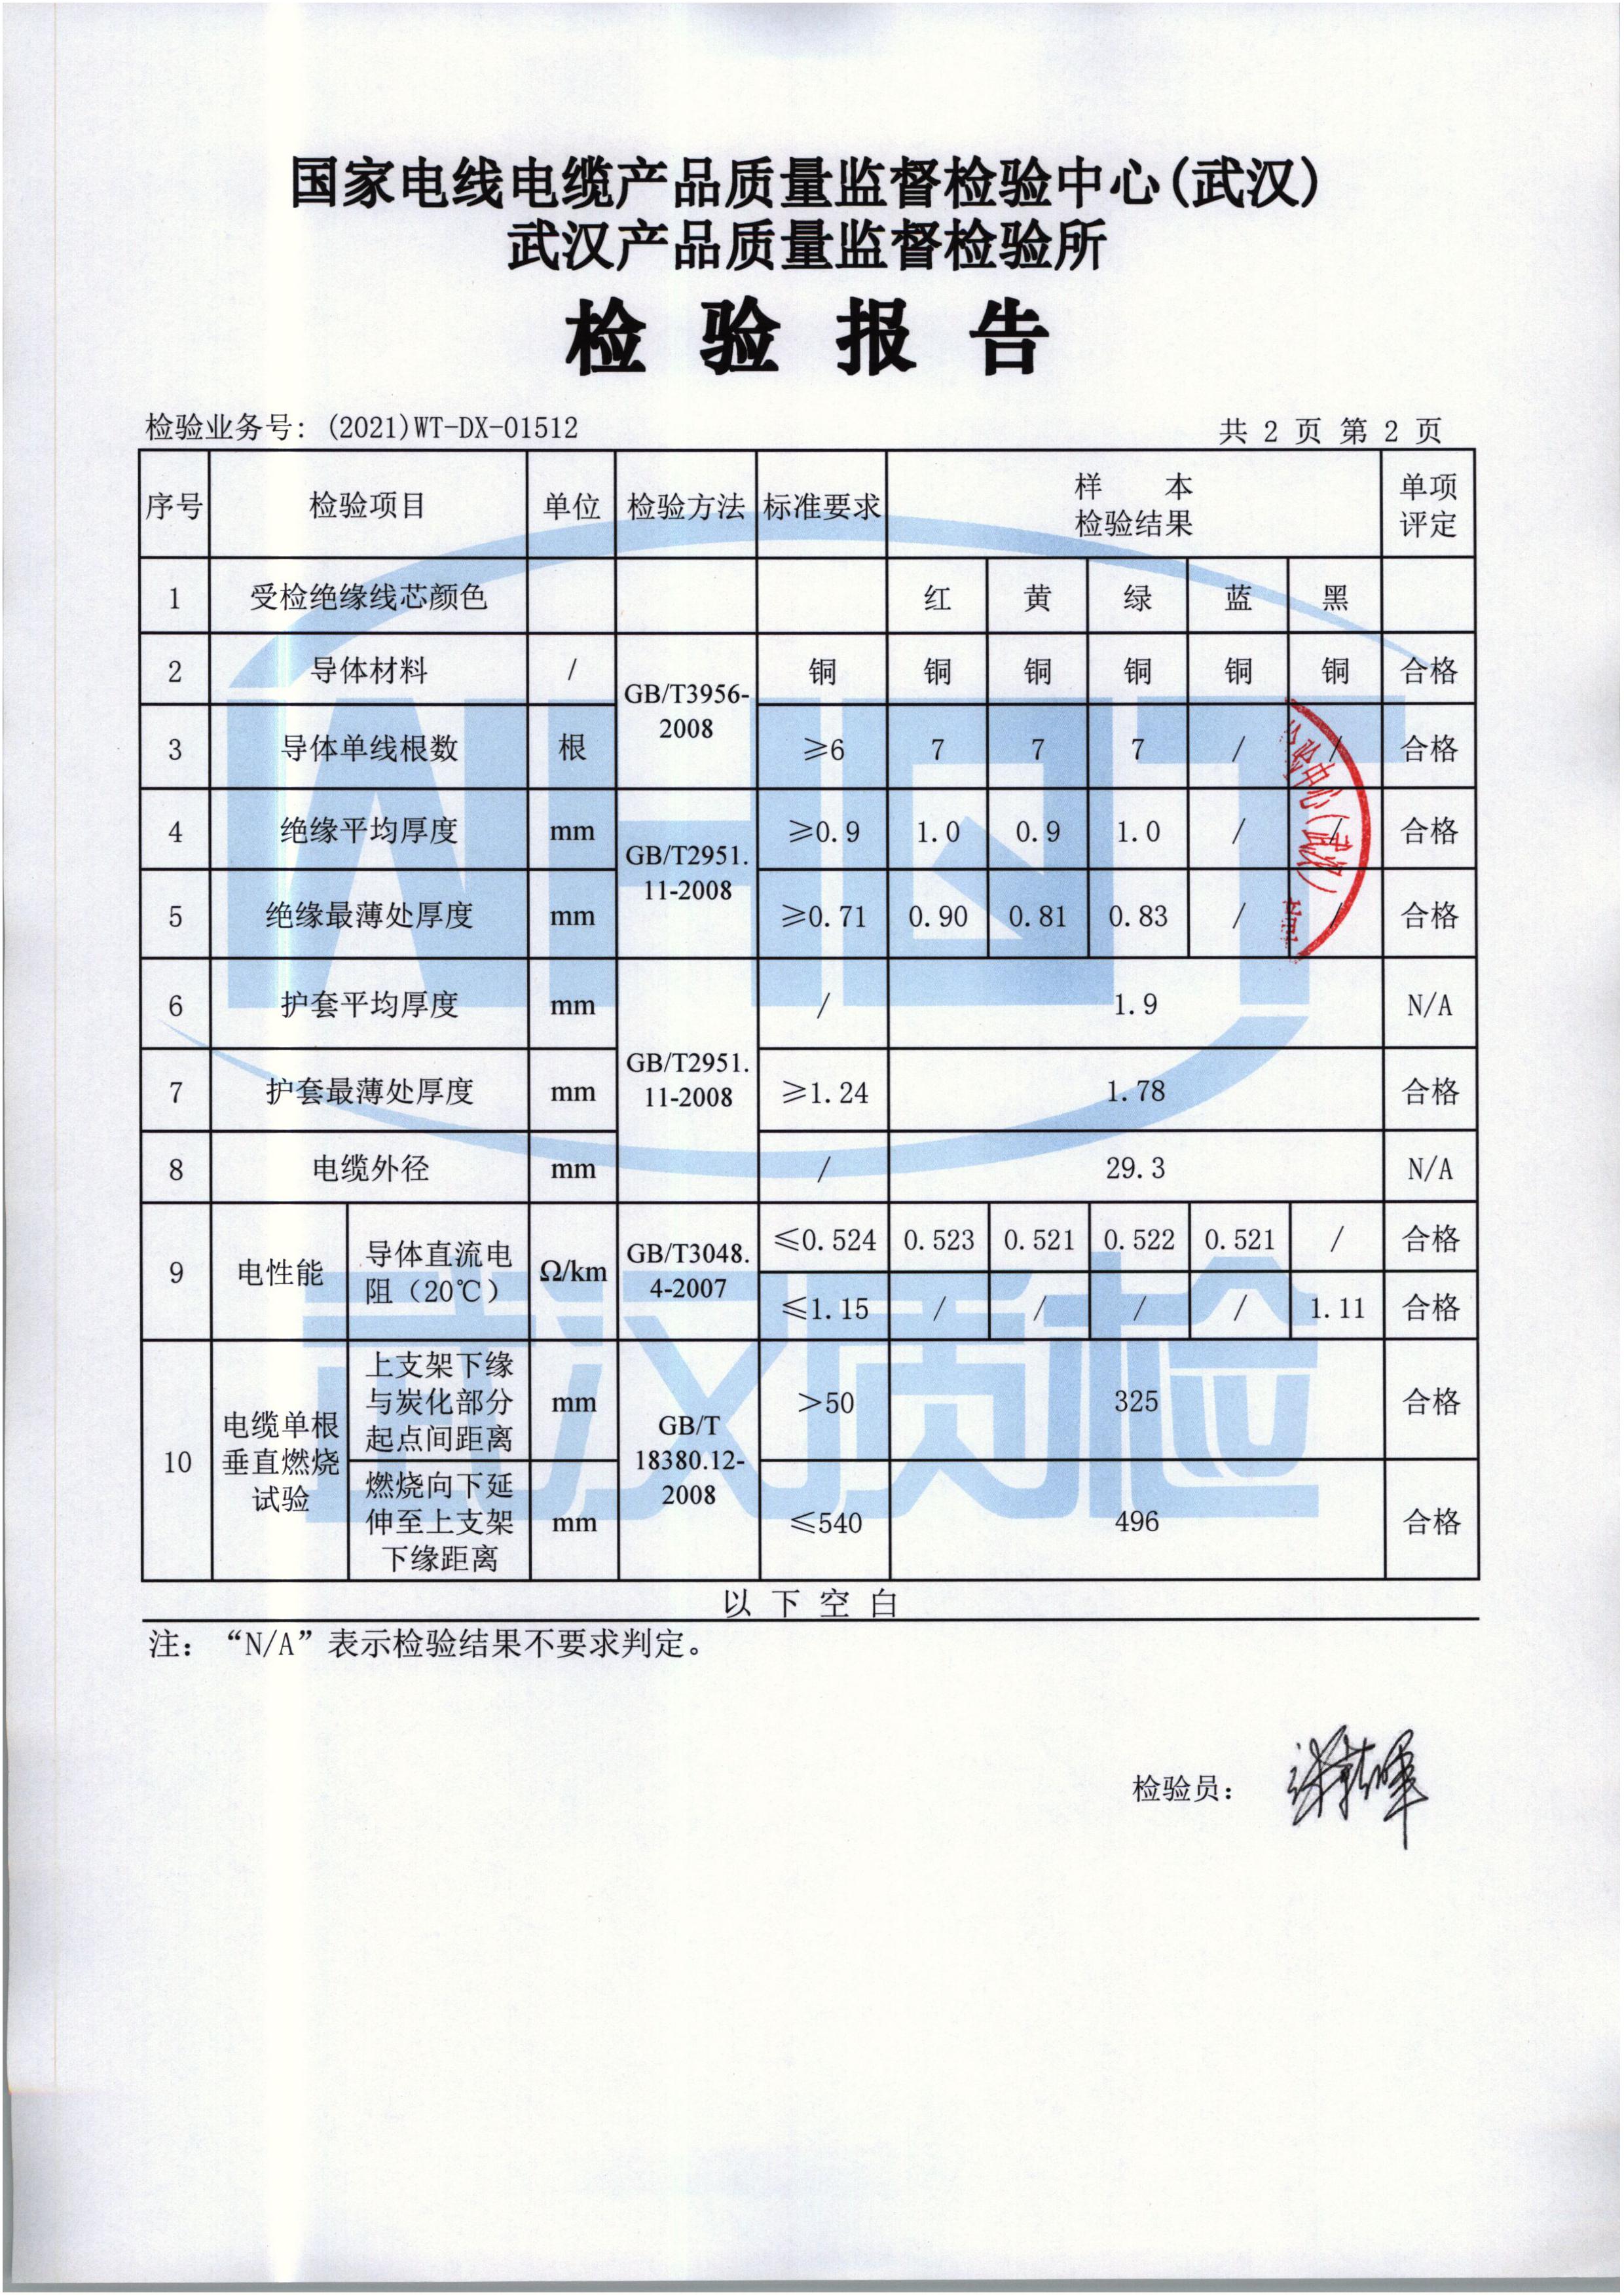 国家电线电缆产品质量监督检验中心(武汉)
武汉产品质量监督检验所
检 验 报 告
检验业务号: (2021)WT-DX-01512 共 2 页 第 2 页
序号 检验项目 单位 检验方法 标准要求 样 本 检验结果 单项 评定
1 受检绝缘线芯颜色 红 黄 绿 蓝 黑
2 导体材料 / GB/T3956-2008 铜 铜 铜 铜 铜 铜 合格
3 导体单线根数 根 ≥6 7 7 7 / / 合格
4 绝缘平均厚度 mm GB/T2951.11-2008 ≥0.9 1.0 0.9 1.0 / / 合格
5 绝缘最薄处厚度 mm ≥0.71 0.90 0.81 0.83 / / 合格
6 护套平均厚度 mm GB/T2951.11-2008 / 1.9 N/A
7 护套最薄处厚度 mm ≥1.24 1.78 合格
8 电缆外径 mm / 29.3 N/A
9 电性能 导体直流电阻(20℃) Ω/km GB/T3048.4-2007 ≤0.524 0.523 0.521 0.522 0.521 / 合格
≤1.15 / / / / 1.11 合格
10 电缆单根垂直燃烧试验 上支架下缘与炭化部分起点间距离 mm GB/T 18380.12-2008 >50 325 合格
燃烧向下延伸至上支架下缘距离 mm ≤540 496 合格
以 下 空 白
注: “N/A”表示检验结果不要求判定。
检验员:
WHQT
武汉质检
验中心(武汉)